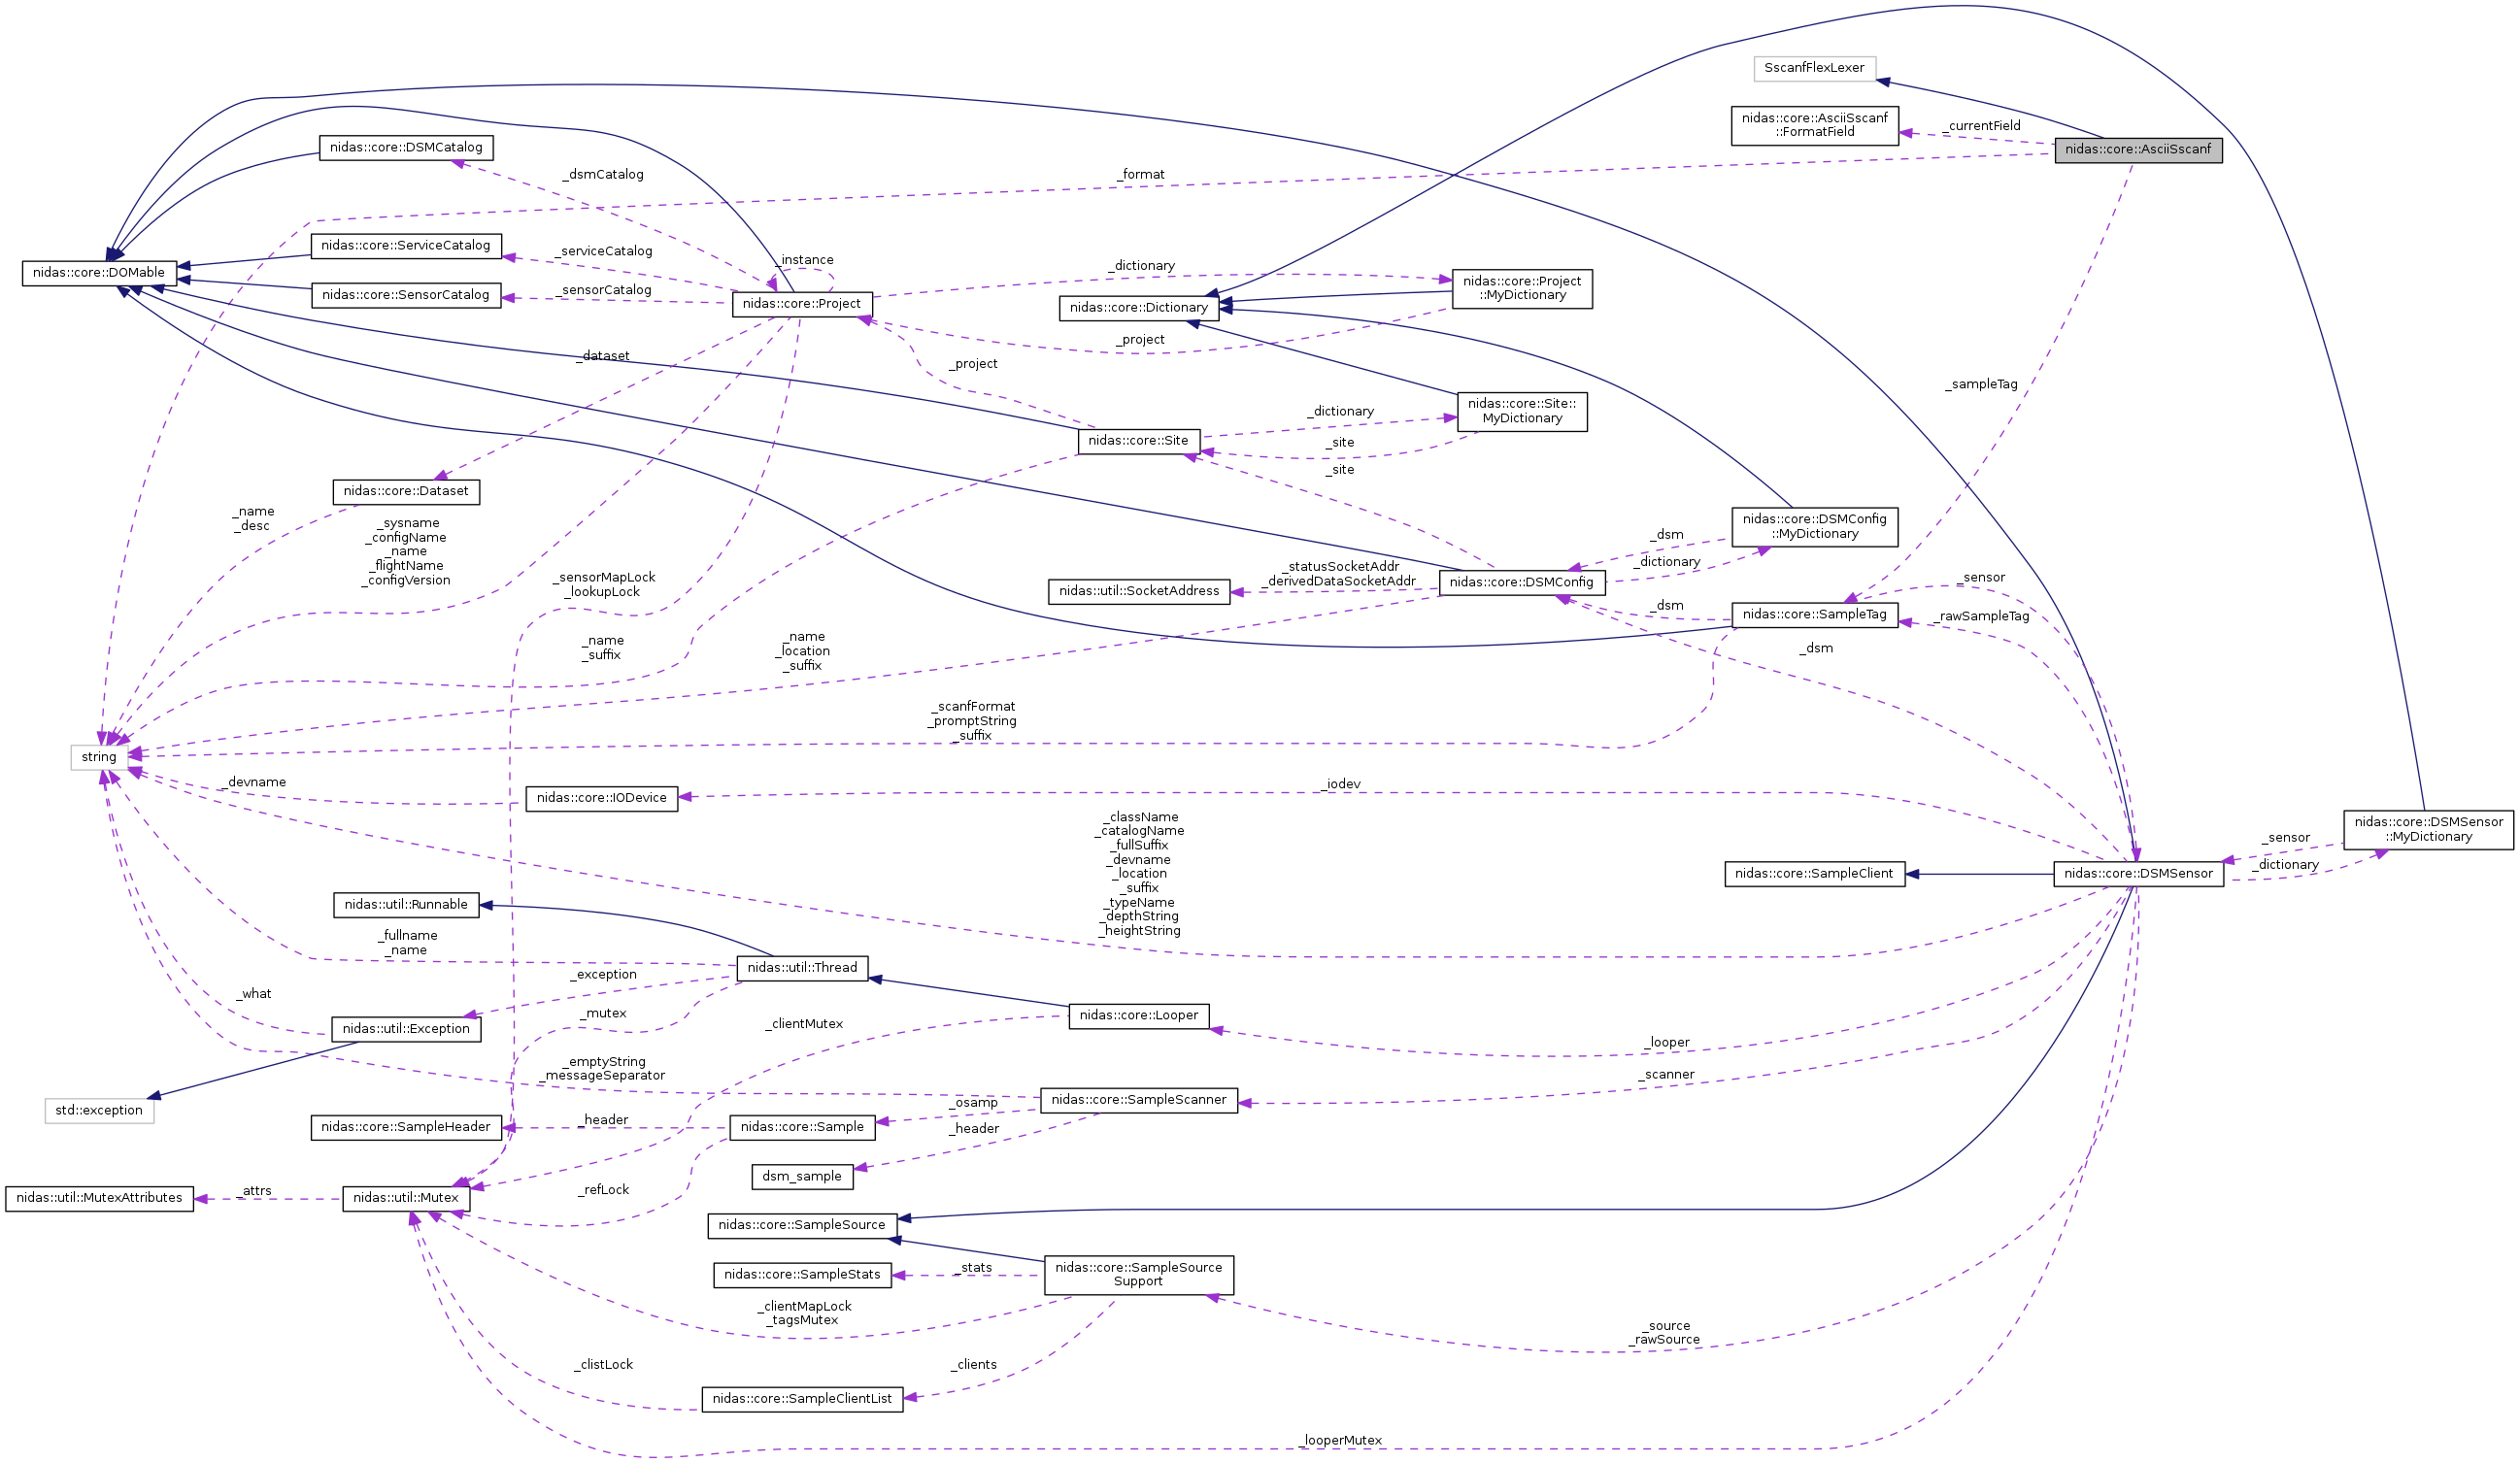 SscanfFlexLexer
nidas::core::AsciiSscanf
::FormatField
_currentField
nidas::core::AsciiSscanf
nidas::core::DSMCatalog
_dsmCatalog
_format
nidas::core::ServiceCatalog
_serviceCatalog
_instance
nidas::core::DOMable
nidas::core::SensorCatalog
_sensorCatalog
nidas::core::Project
_dictionary
nidas::core::Project
::MyDictionary
nidas::core::Dictionary
_project
_dataset
_project
_sampleTag
nidas::core::Site::
MyDictionary
_dictionary
nidas::core::Site
_site
_site
nidas::core::Dataset
_name
_desc
_sysname
_configName
_name
_flightName
_configVersion
nidas::core::DSMConfig
::MyDictionary
_dsm
_dictionary
_statusSocketAddr
_derivedDataSocketAddr
nidas::core::DSMConfig
nidas::util::SocketAddress
_sensorMapLock
_lookupLock
_sensor
_dsm
nidas::core::SampleTag
_rawSampleTag
_name
_suffix
_name
_location
_suffix
_dsm
_scanfFormat
_promptString
_suffix
string
_devname
nidas::core::IODevice
_iodev
_className
_catalogName
_fullSuffix
_devname
_location
_suffix
_typeName
_depthString
_heightString
nidas::core::DSMSensor
::MyDictionary
_sensor
_dictionary
nidas::core::SampleClient
nidas::core::DSMSensor
nidas::util::Runnable
_fullname
_name
nidas::util::Thread
_exception
_what
_mutex
nidas::util::Exception
_clientMutex
nidas::core::Looper
_looper
_emptyString
_messageSeparator
_scanner
std::exception
nidas::core::SampleScanner
_osamp
nidas::core::SampleHeader
_header
nidas::core::Sample
_header
dsm_sample
nidas::util::MutexAttributes
_attrs
nidas::util::Mutex
_refLock
nidas::core::SampleSource
nidas::core::SampleStats
_stats
nidas::core::SampleSource
Support
_clientMapLock
_tagsMutex
_source
_rawSource
_clistLock
_clients
nidas::core::SampleClientList
_looperMutex